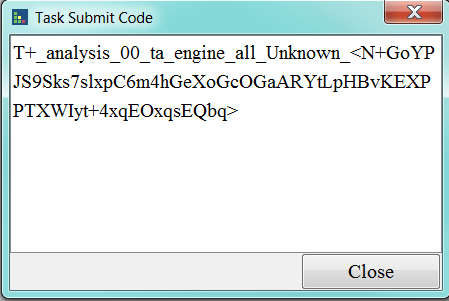 Task Submit Code
T+_analysis_00_ta_engine_all_Unknown_<N+GoYP
JS9Sks7slxpC6m4hGeXoGcOGaARYtLpHBvKEXP
PTXWIyt+4xqEOxqsEQbq>
Close